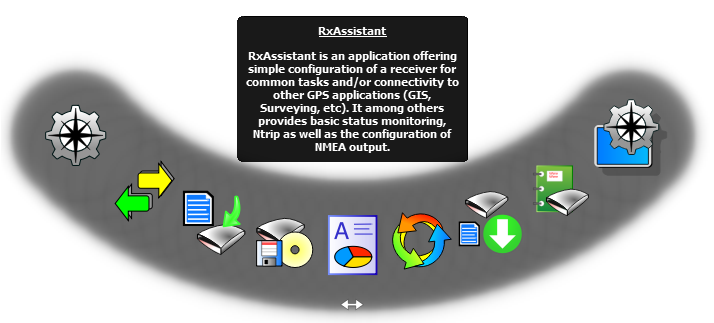 RxAssistant
RxAssistant is an application offering
simple configuration of a receiver for
common tasks and/or connectivity to
other GPS applications (GIS,
Surveying, etc). It among others
provides basic status monitoring,
Ntrip as well as the configuration of
NMEA output.
A